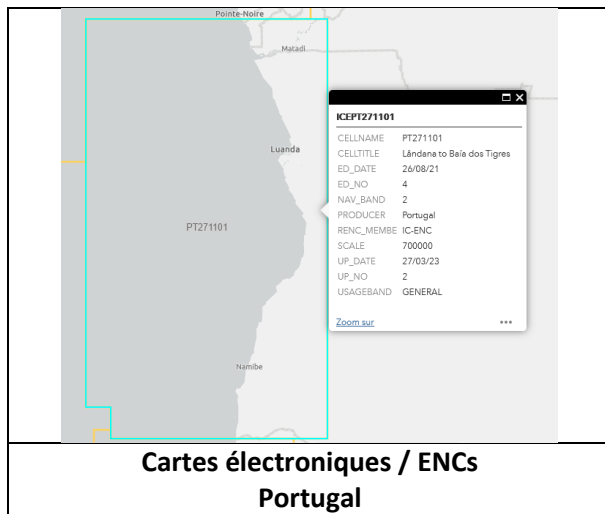 Pointe-Noire
Matadi
ICEPT271101
CELLNAME PT271101
CELLTITLE Lândana to Baía dos Tigres
ED_DATE 26/08/21
ED_NO 4
NAV_BAND 2
PRODUCER Portugal
RENC_MEMBE IC-ENC
SCALE 700000
UP_DATE 27/03/23
UP_NO 2
USAGEBAND GENERAL
Zoom sur
Luanda
PT271101
Namibe
Cartes électroniques / ENCs
Portugal